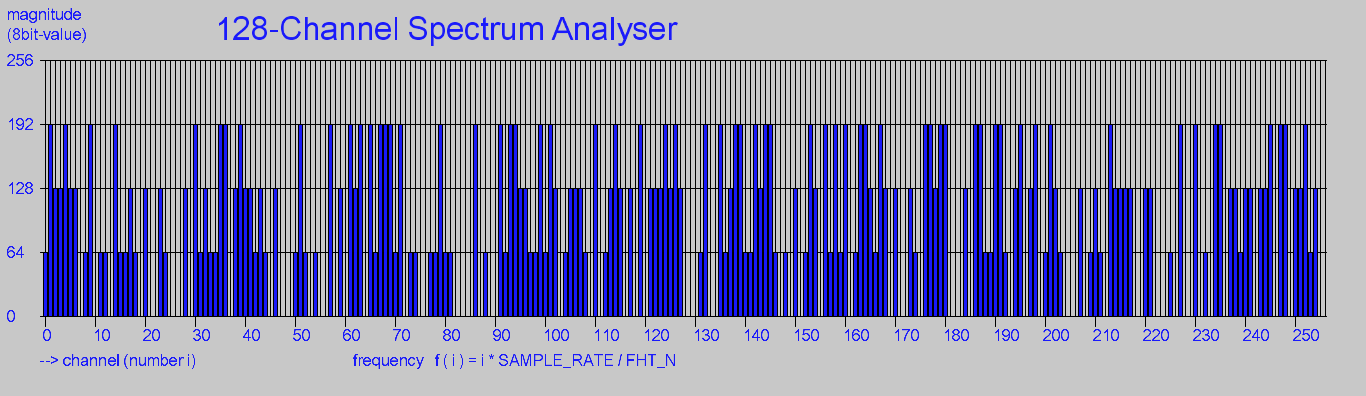 magnitude
(8bit-value)
128-Channel Spectrum Analyser
256
192
128
64
0
0 10 20 30 40 50 60 70 80 90 100 110 120 130 140 150 160 170 180 190 200 210 220 230 240 250
--> channel (number i) frequency f ( i ) = i * SAMPLE_RATE / FHT_N